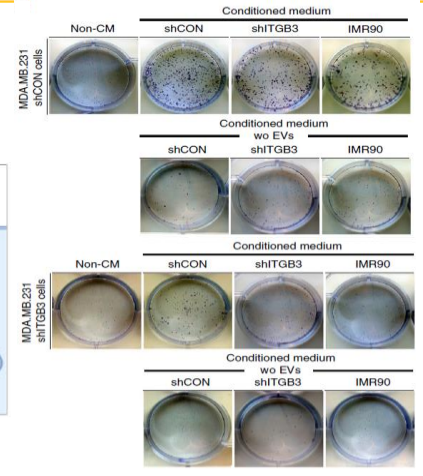 Conditioned medium
Non-CM shCON shITGB3 IMR90
MDA.MB.231
shCON cells
Conditioned medium
wo EVs
shCON shITGB3 IMR90
Conditioned medium
Non-CM shCON shITGB3 IMR90
MDA.MB.231
shITGB3 cells
Conditioned medium
wo EVs
shCON shITGB3 IMR90